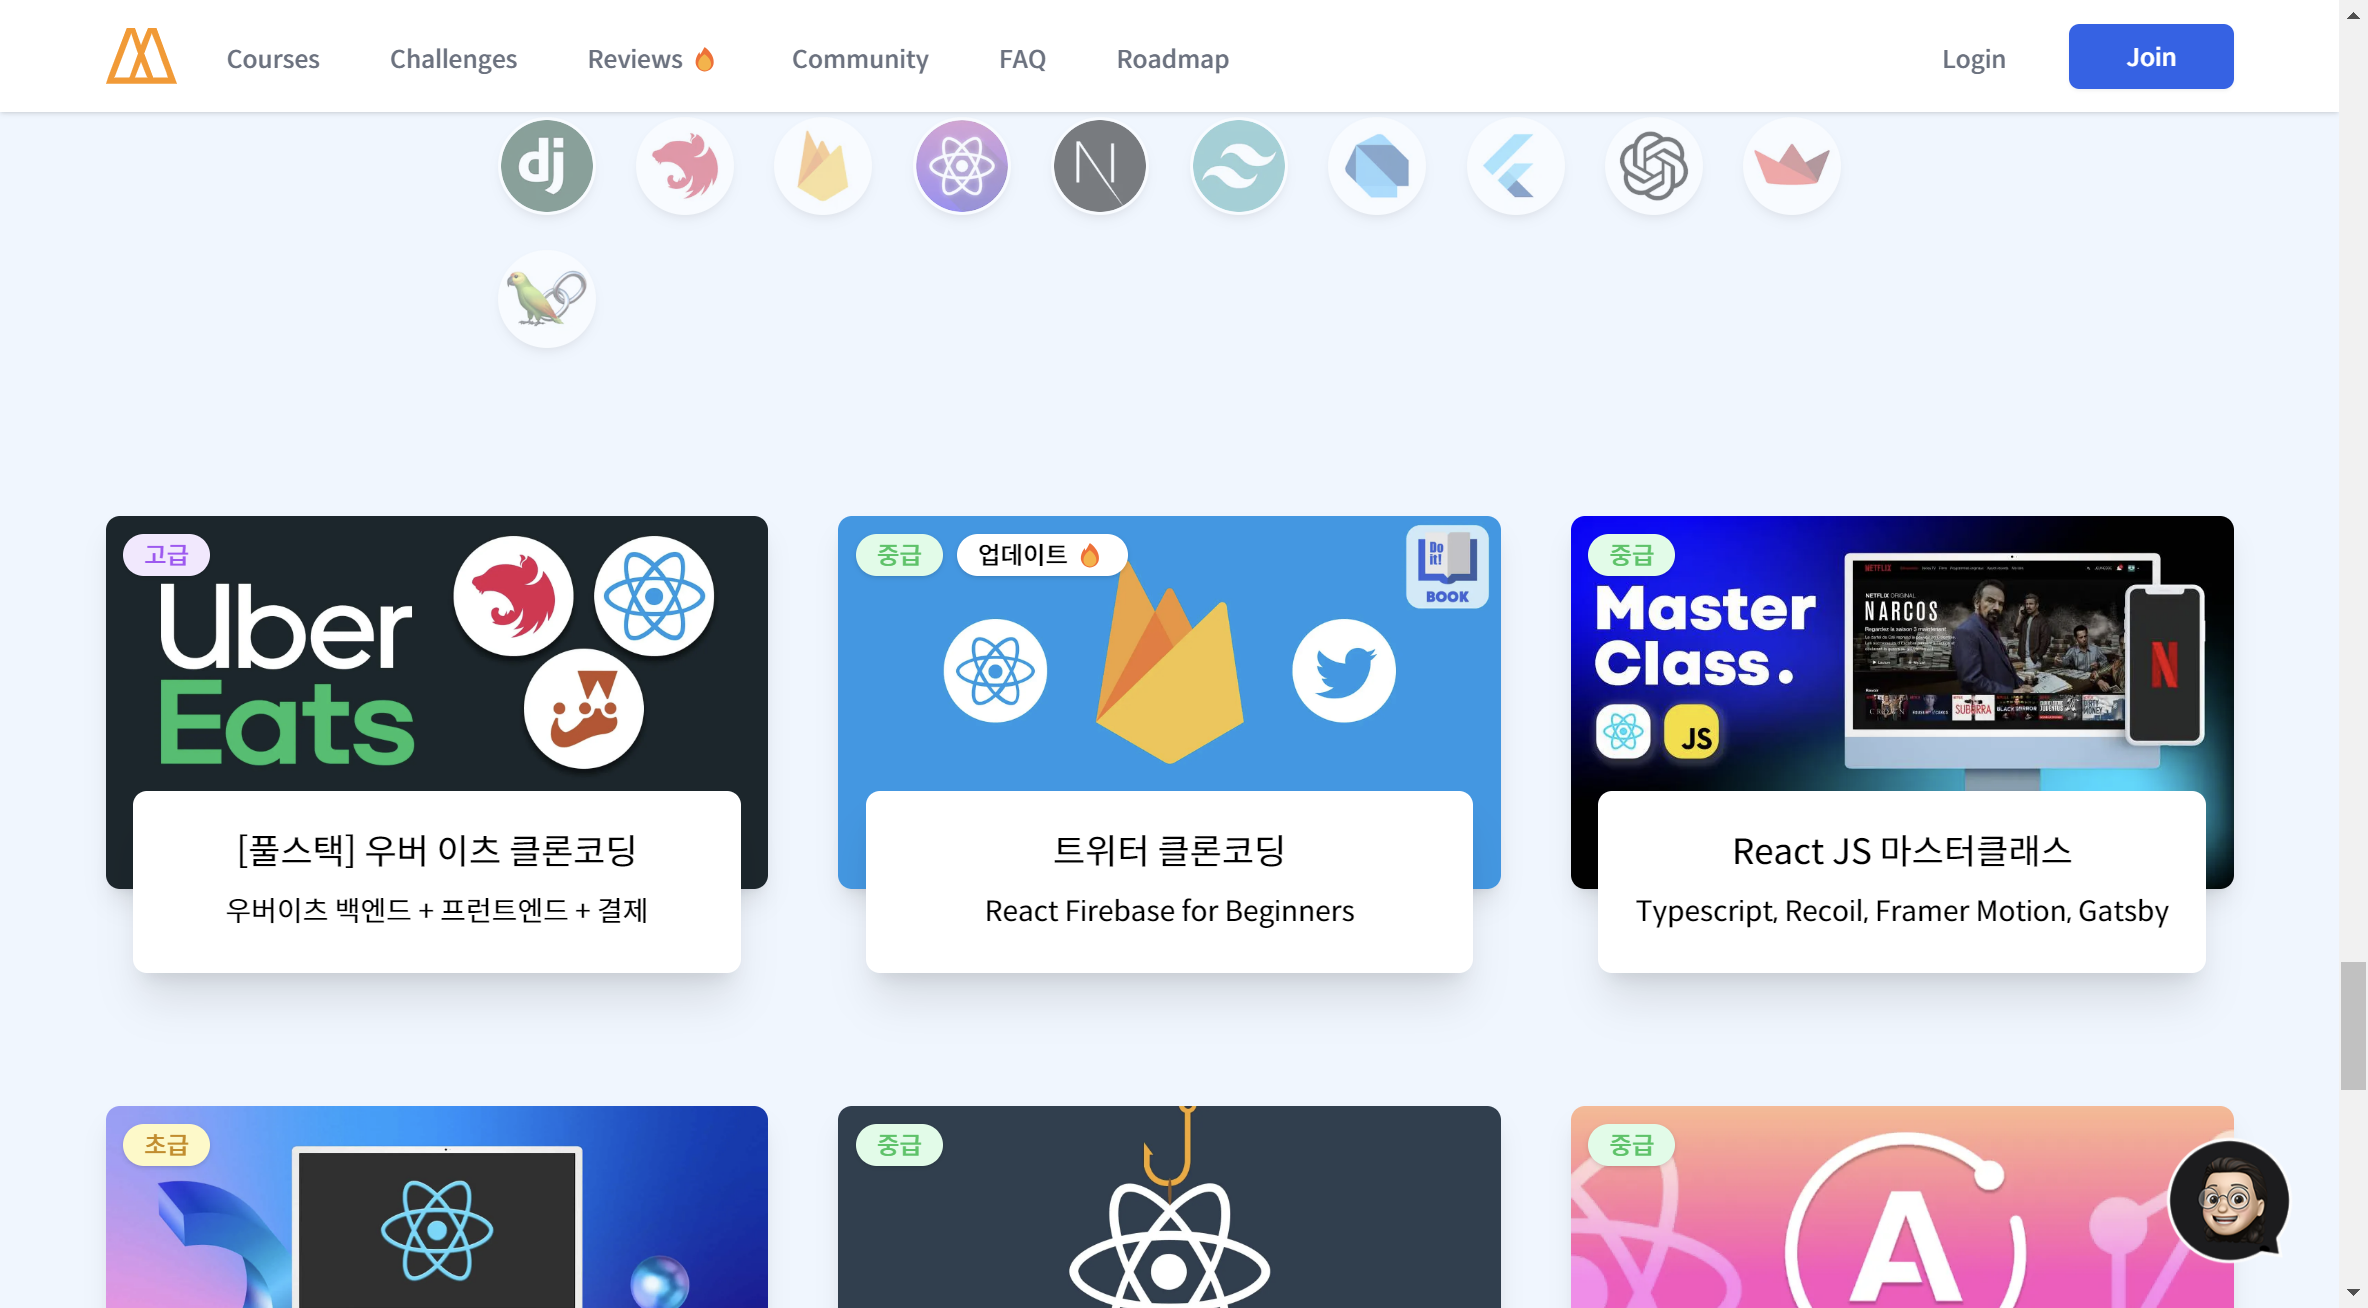 Courses
Challenges
Reviews
Community
FAQ
Roadmap
Login
Join
dj
N
고급
Uber
Eats
[풀스택] 우버 이츠 클론코딩
우버이츠 백엔드 + 프런트엔드 + 결제
중급
업데이트
Do
it!
BOOK
트위터 클론코딩
React Firebase for Beginners
중급
Master
Class.
JS
NETFLIX
NETFLIX ORIGINAL
NARCOS
N
React JS 마스터클래스
Typescript, Recoil, Framer Motion, Gatsby
초급
중급
중급
A